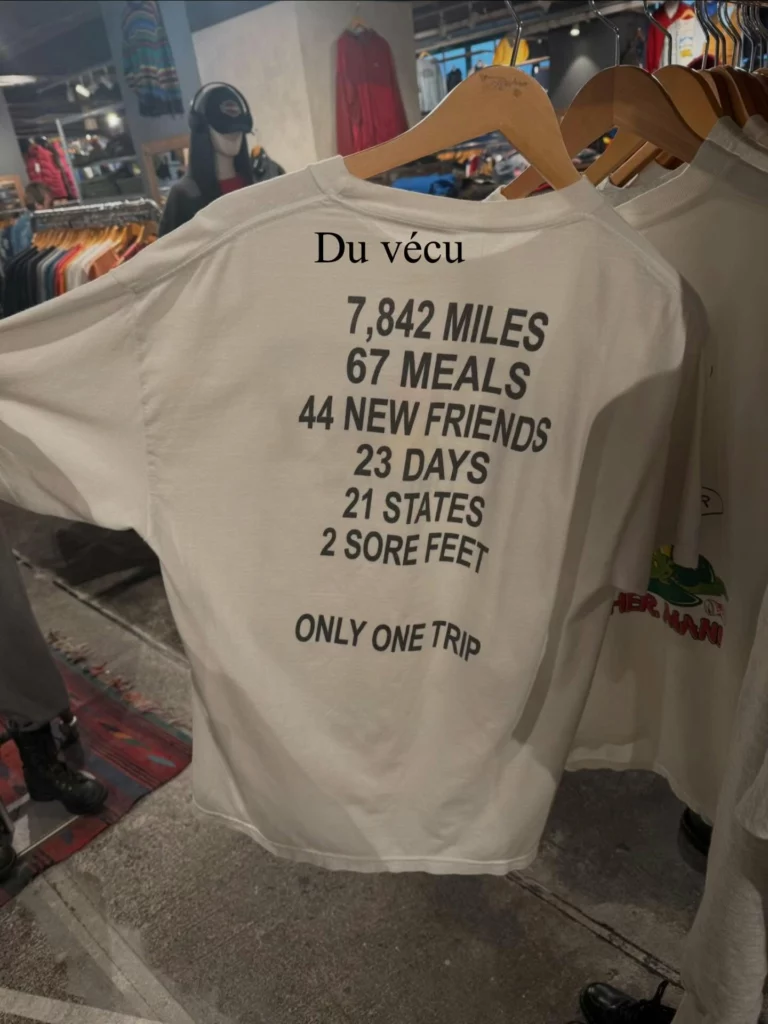 Du vécu
7,842 MILES
67 MEALS
44 NEW FRIENDS
23 DAYS
21 STATES
2 SORE FEET
ONLY ONE TRIP